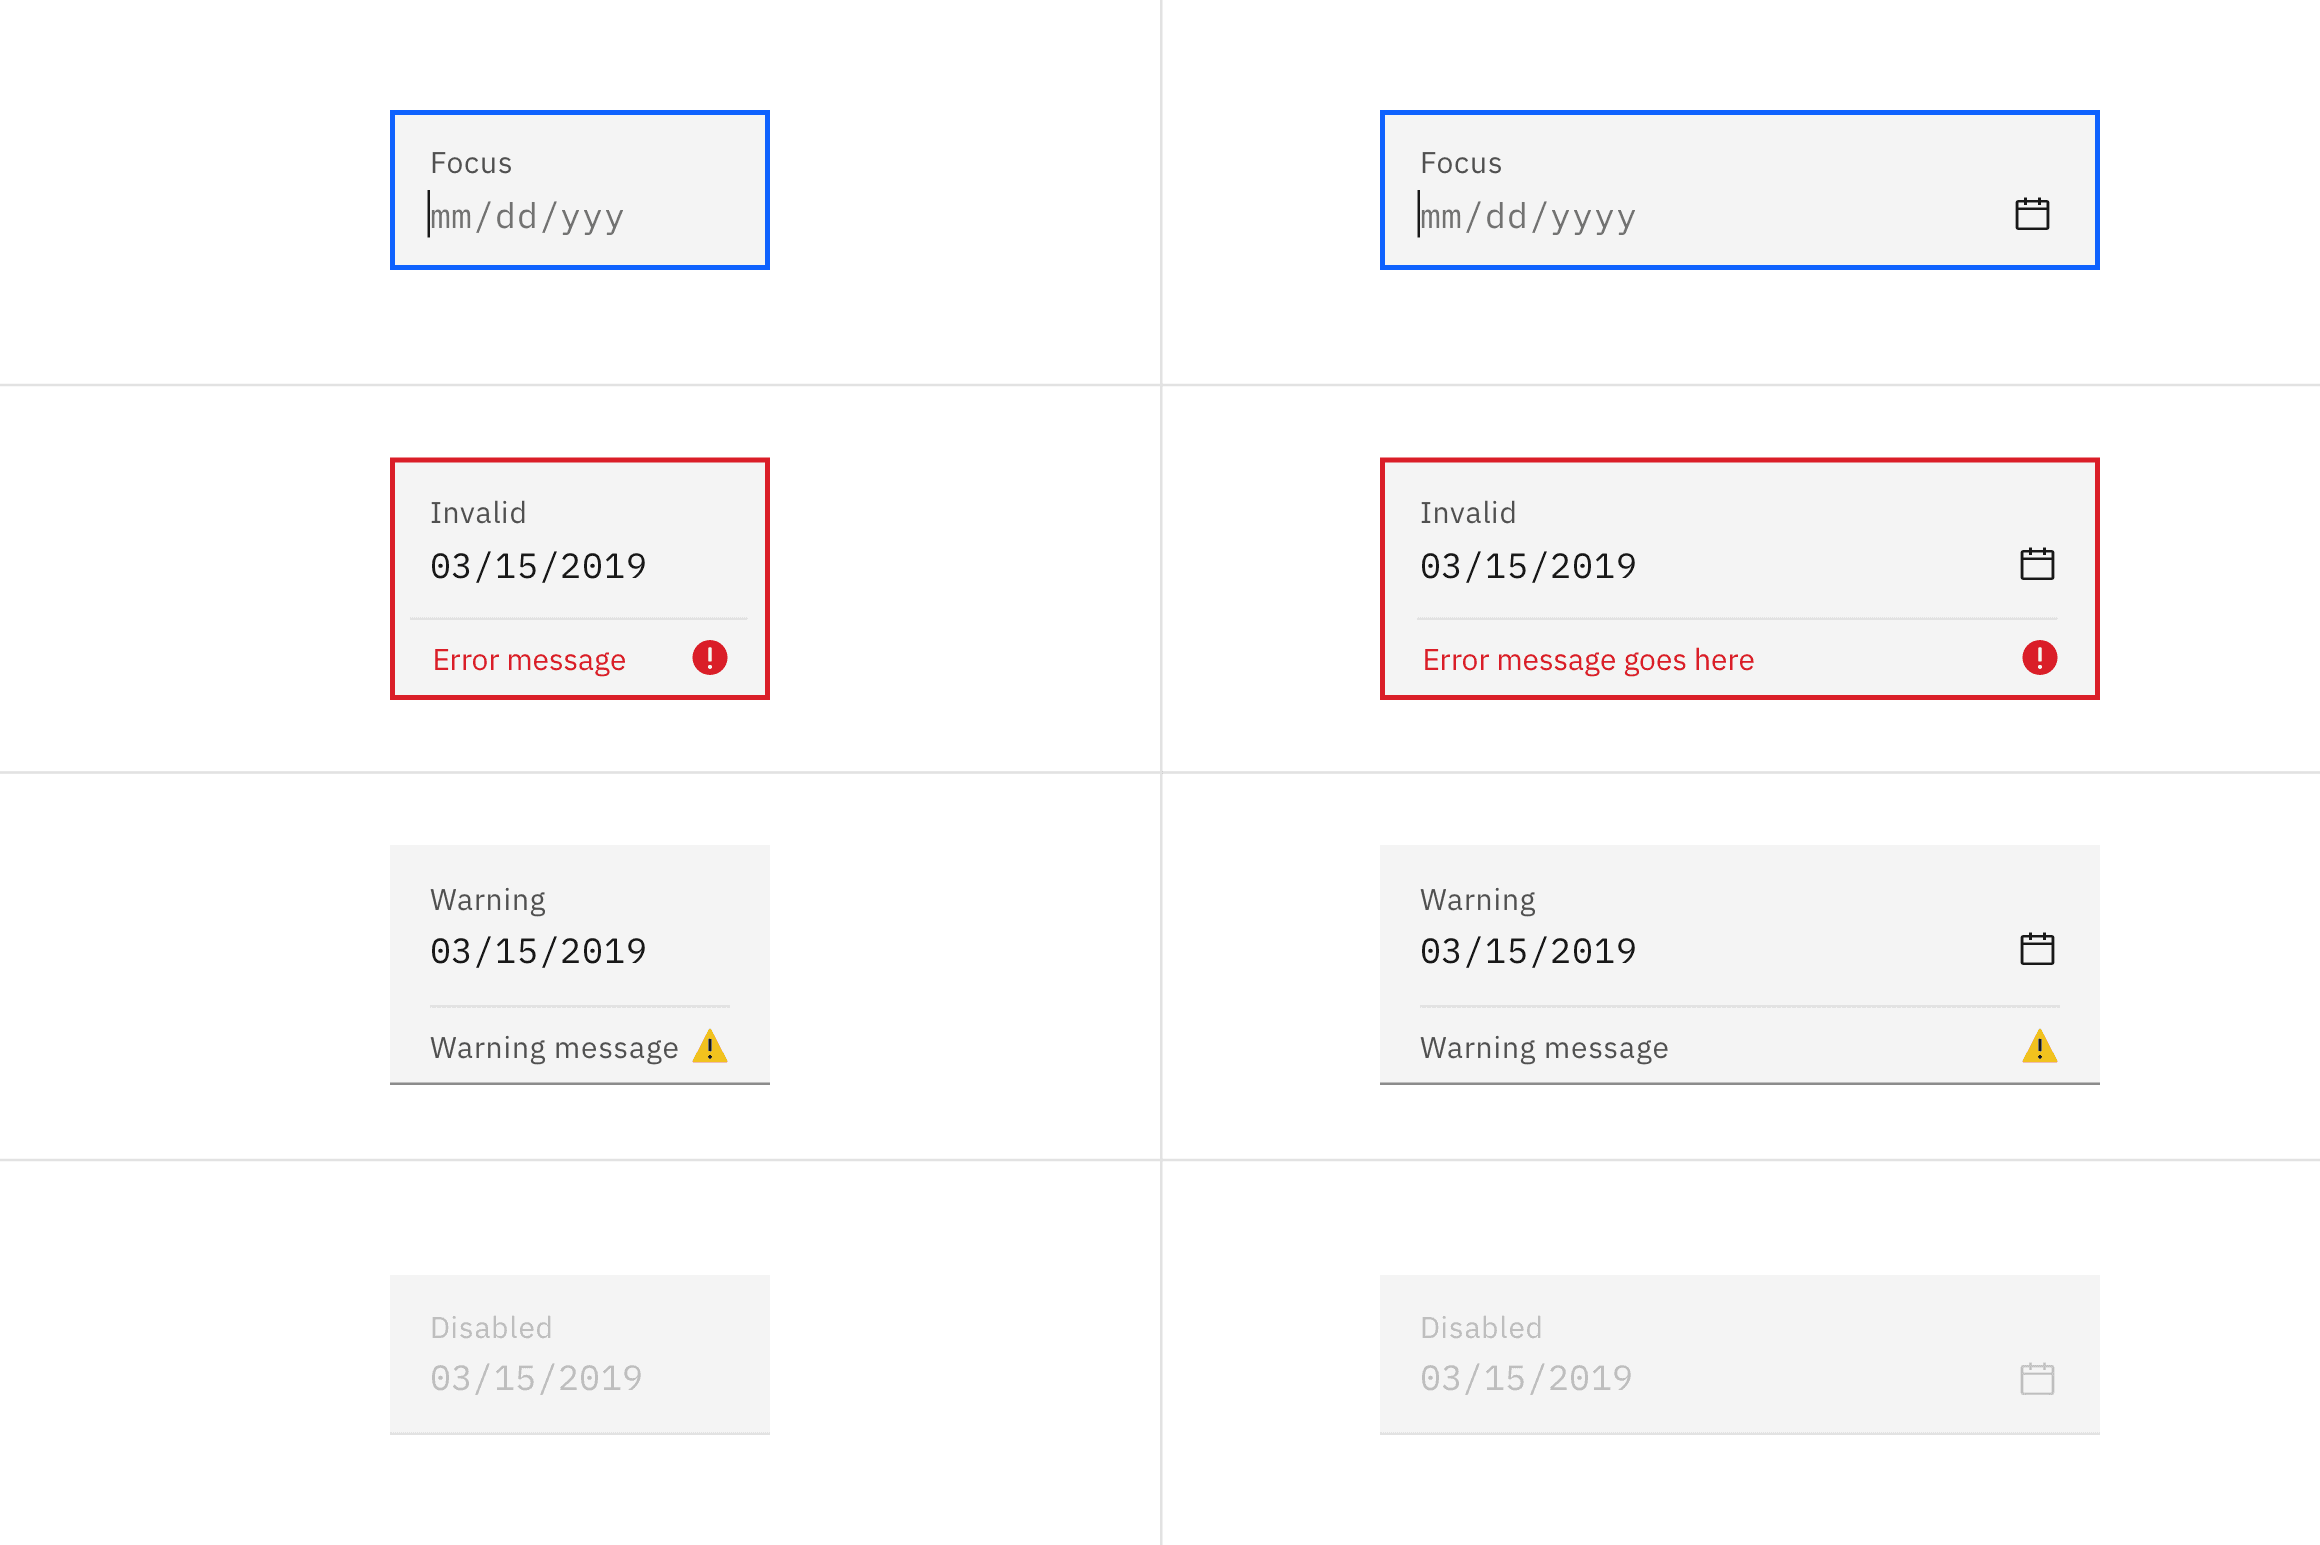 Focus
mm/dd/yyy
Focus
mm/dd/yyyy
Invalid
03/15/2019
Error message
Invalid
03/15/2019
Error message goes here
Warning
03/15/2019
Warning message
Warning
03/15/2019
Warning message
Disabled
03/15/2019
Disabled
03/15/2019